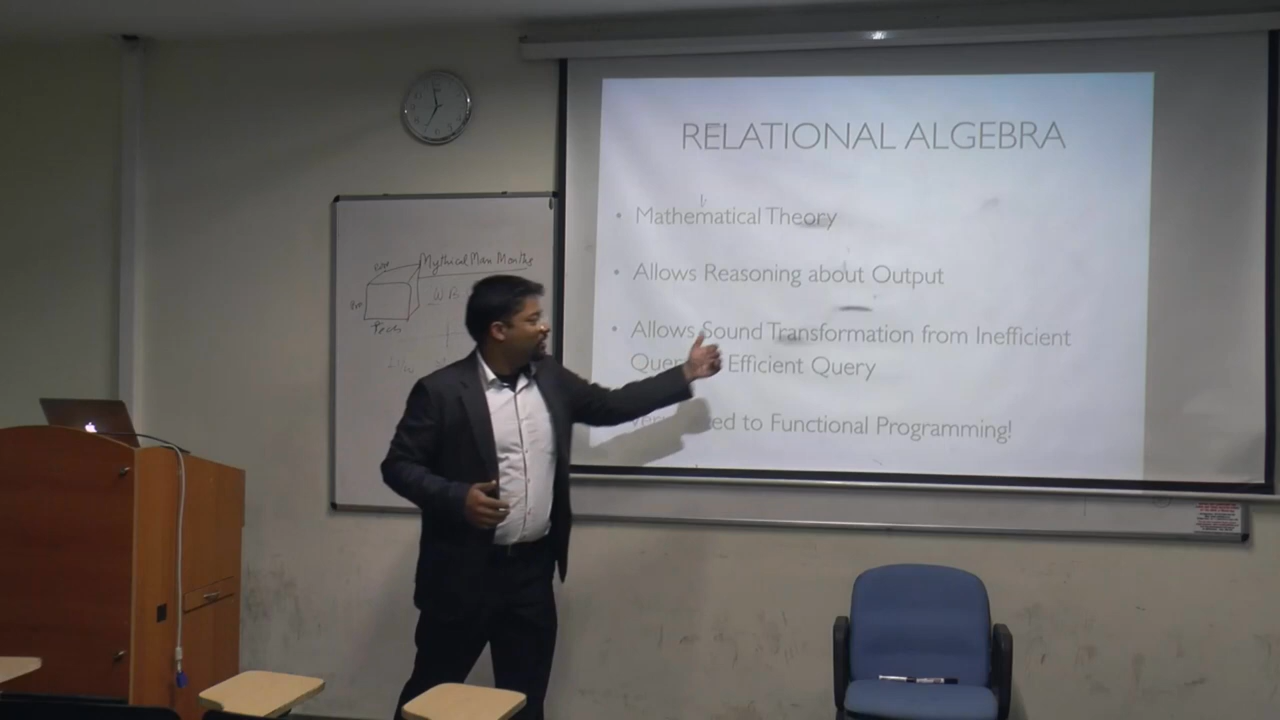 RELATIONAL ALGEBRA
• Mathematical Theory
• Allows Reasoning about Output
• Allows Sound Transformation from Inefficient
Efficient Query
to Functional Programming!
Mythical Man Months